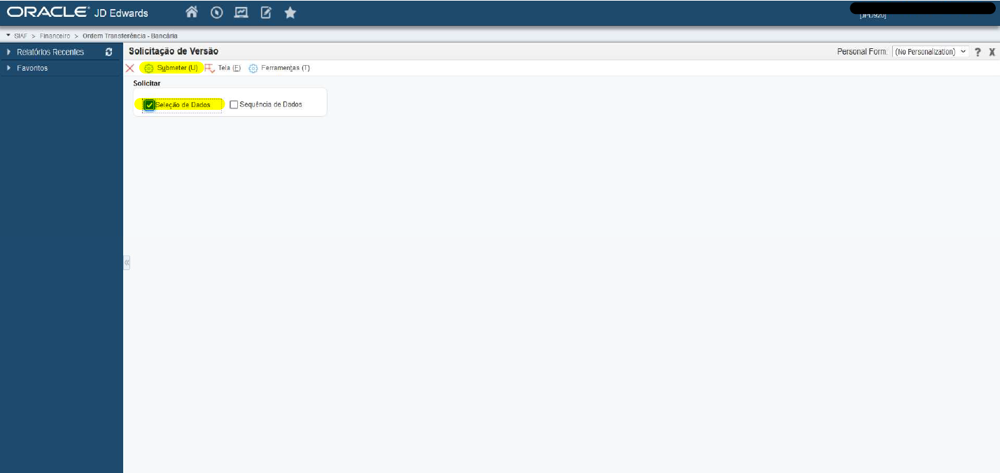 ORACLE® JD Edwards
[JPD920]
SIAF > Financeiro > Ordem Transferência - Bancária
Relatórios Recentes
Favoritos
Solicitação de Versão
Personal Form: (No Personalization) ? X
Submeter (U) Tela (F) Ferramentas (T)
Solicitar
Seleção de Dados Sequência de Dados